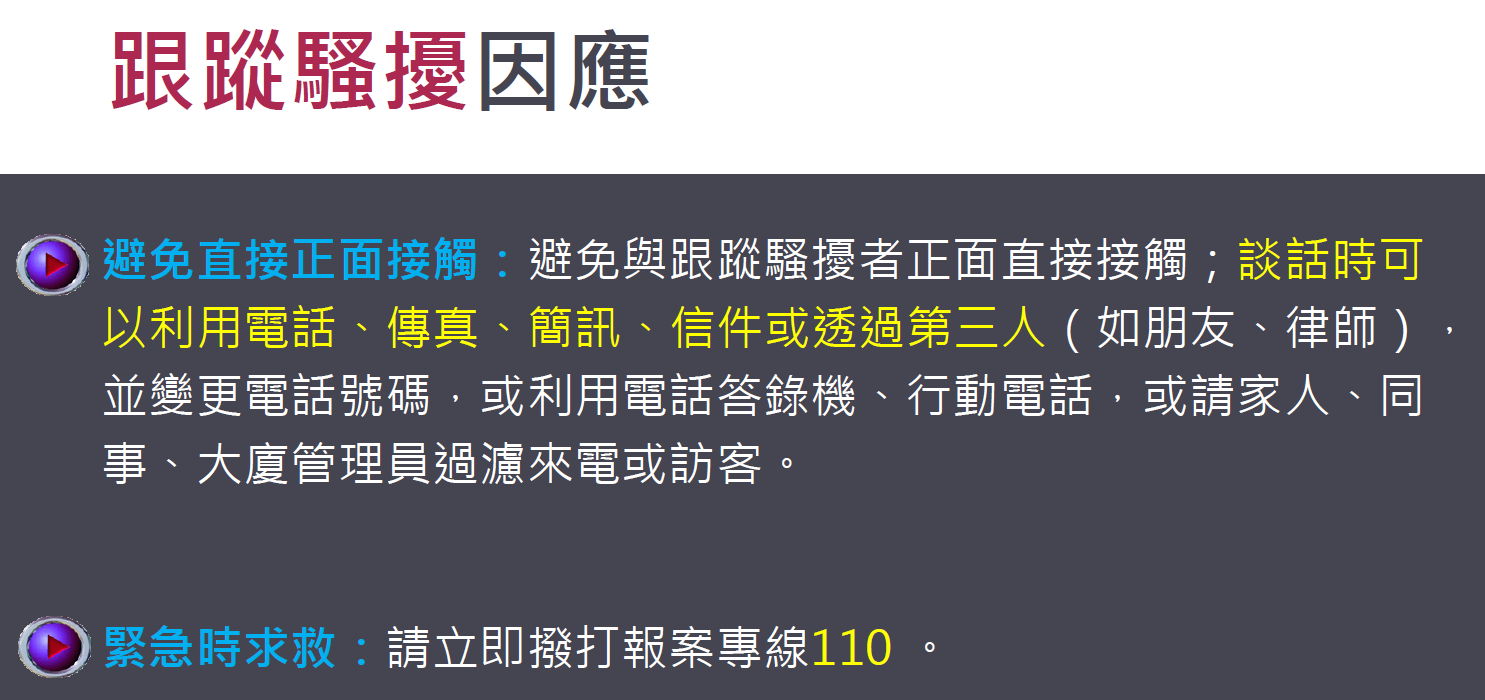 跟蹤騷擾因應
避免直接正面接觸：避免與跟蹤騷擾者正面直接接觸；談話時可
以利用電話、傳真、簡訊、信件或透過第三人（如朋友、律師），
並變更電話號碼，或利用電話答錄機、行動電話，或請家人、同
事、大廈管理員過濾來電或訪客。
緊急時求救：請立即撥打報案專線110 。